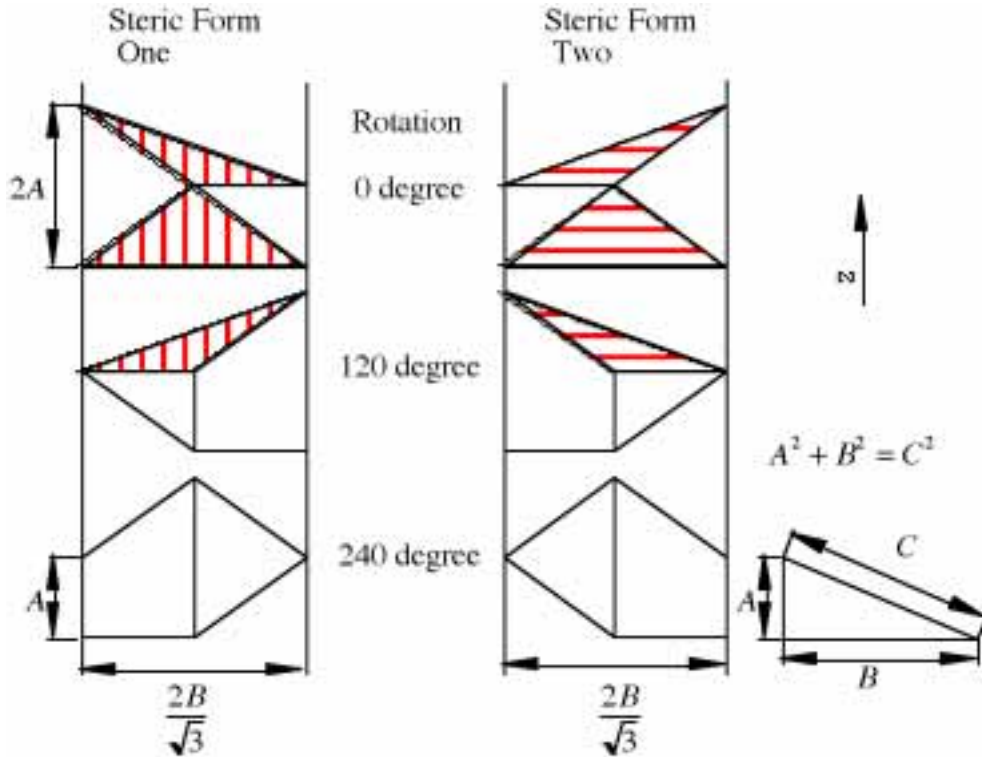 Steric Form
One
Steric Form
Two
Rotation
2A
0 degree
z
120 degree
A² + B² = C²
240 degree
A
A
C
B
2B
√3
2B
√3